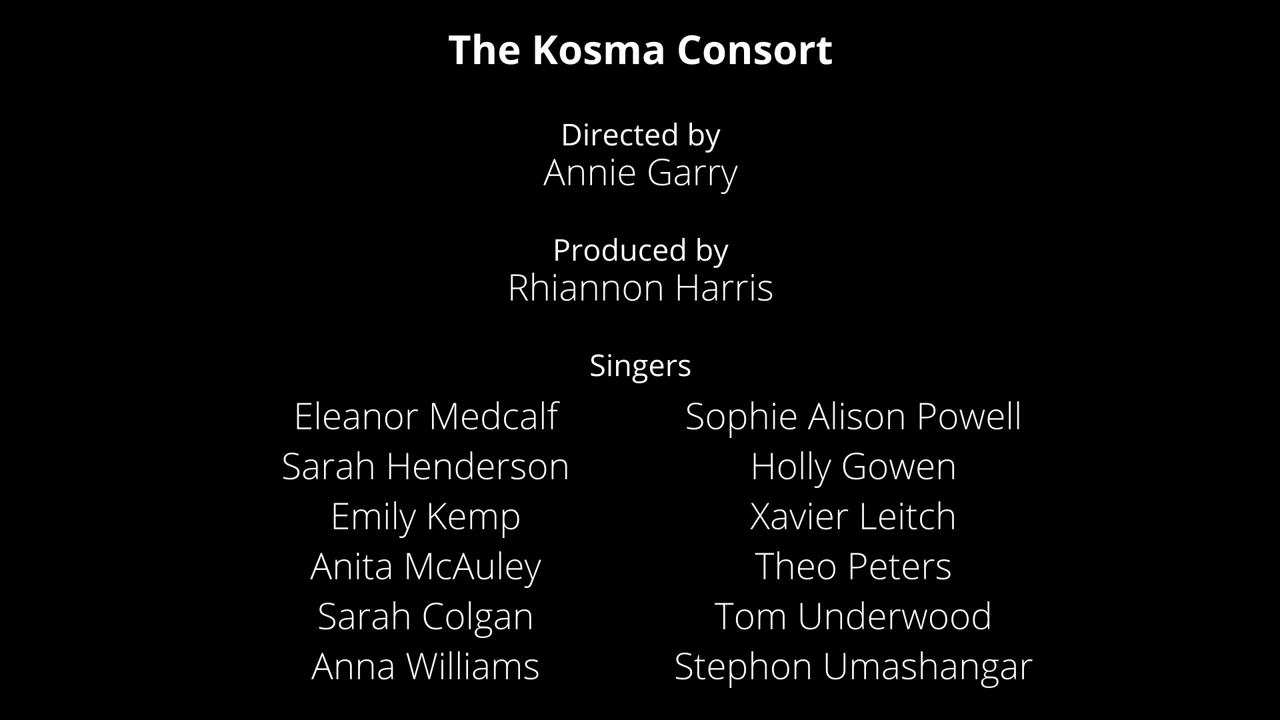 The Kosma Consort
Directed by
Annie Garry
Produced by
Rhiannon Harris
Singers
Eleanor Medcalf
Sarah Henderson
Emily Kemp
Anita McAuley
Sarah Colgan
Anna Williams
Sophie Alison Powell
Holly Gowen
Xavier Leitch
Theo Peters
Tom Underwood
Stephon Umashangar